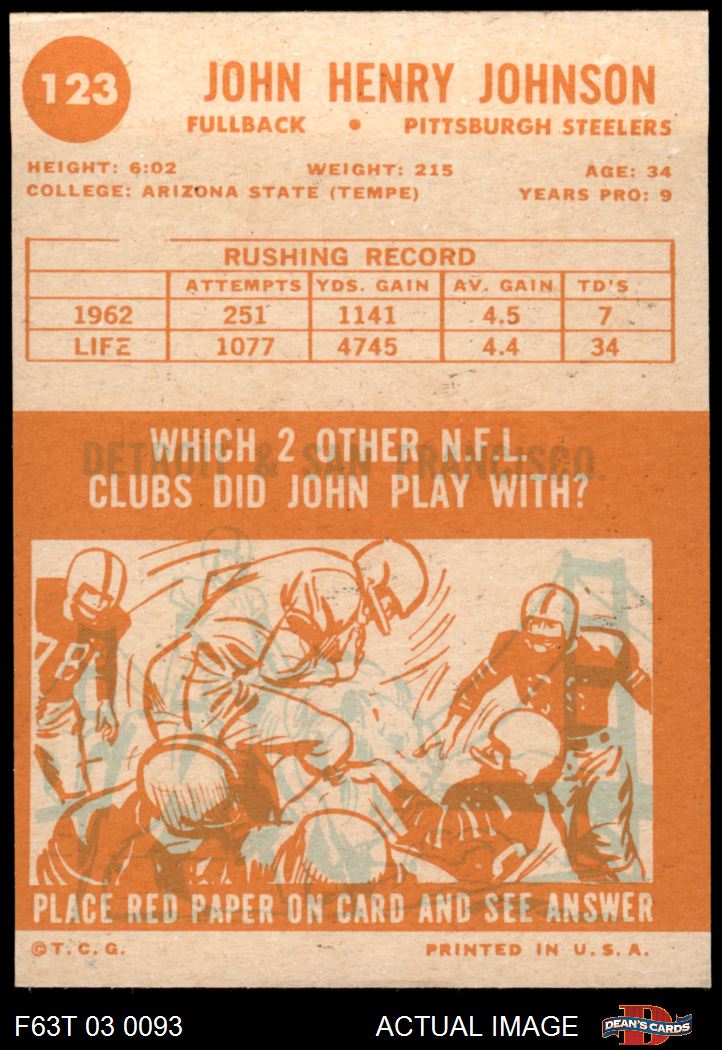 123
JOHN HENRY JOHNSON
FULLBACK • PITTSBURGH STEELERS
HEIGHT: 6:02 WEIGHT: 215 AGE: 34
COLLEGE: ARIZONA STATE (TEMPE) YEARS PRO: 9
RUSHING RECORD
ATTEMPTS YDS. GAIN AV. GAIN TD'S
1962 251 1141 4.5 7
LIFE 1077 4745 4.4 34
WHICH 2 OTHER N.F.L.
DETROIT & SAN FRANCISCO.
CLUBS DID JOHN PLAY WITH?
78
PLACE RED PAPER ON CARD AND SEE ANSWER
©T.C.G. PRINTED IN U.S.A.
F63T 03 0093 ACTUAL IMAGE D DEAN'S CARDS